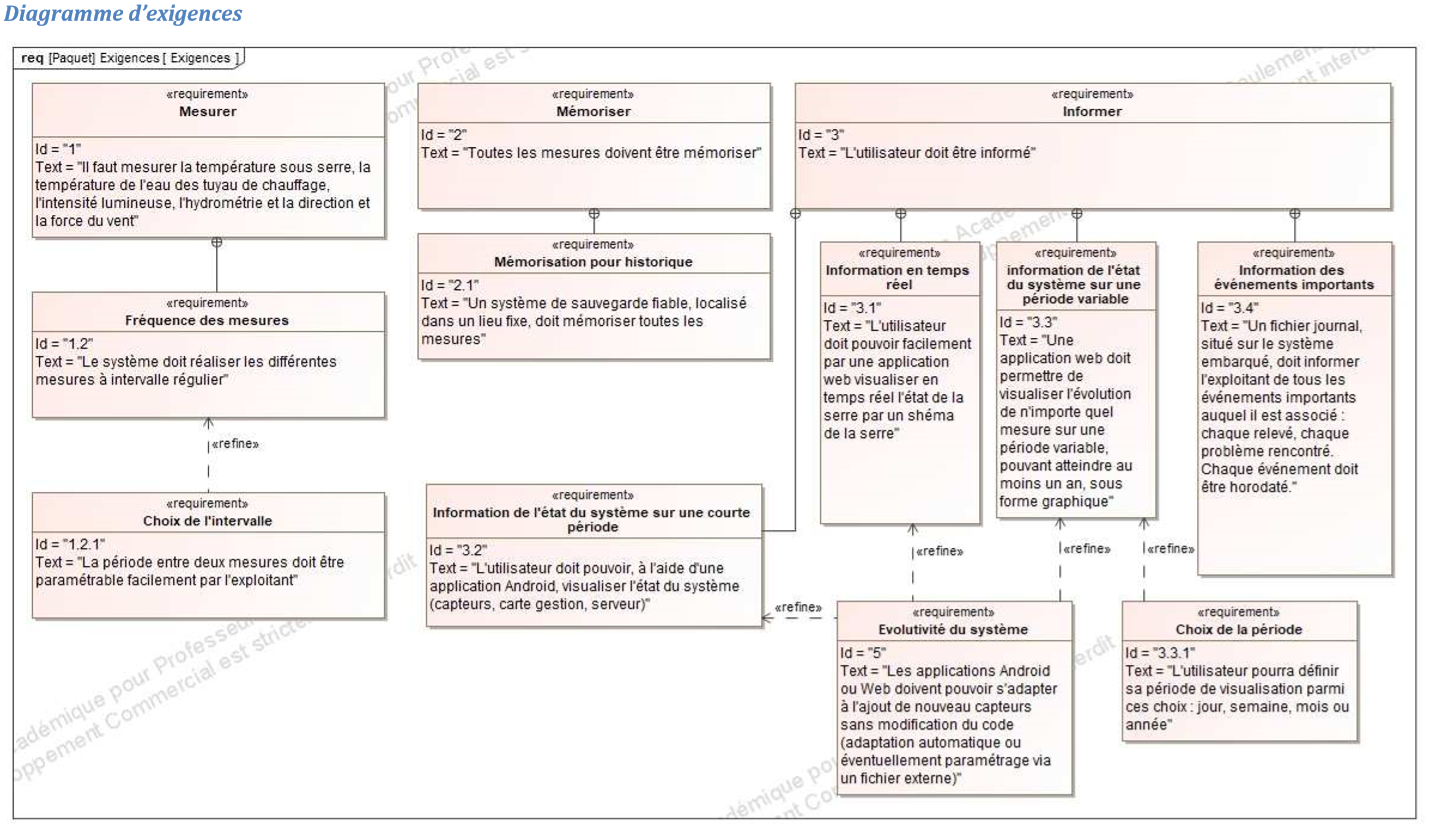 Diagramme d'exigences
req [Paquet] Exigences [ Exigences ]
«requirement»
Mesurer
Id = "1"
Text = "Il faut mesurer la température sous serre, la
température de l'eau des tuyau de chauffage,
l'intensité lumineuse, l'hydrométrie et la direction et
la force du vent"
«requirement»
Fréquence des mesures
Id = "1.2"
Text = "Le système doit réaliser les différentes
mesures à intervalle régulier"
«refine»
«requirement»
Choix de l'intervalle
Id = "1.2.1"
Text = "La période entre deux mesures doit être
paramétrable facilement par l'exploitant"
«requirement»
Mémoriser
Id = "2"
Text = "Toutes les mesures doivent être mémoriser"
«requirement»
Mémorisation pour historique
Id = "2.1"
Text = "Un système de sauvegarde fiable, localisé
dans un lieu fixe, doit mémoriser toutes les
mesures"
«requirement»
Informer
Id = "3"
Text = "L'utilisateur doit être informé"
«requirement»
Information en temps
réel
Id = "3.1"
Text = "L'utilisateur
doit pouvoir facilement
par une application
web visualiser en
temps réel l'état de la
serre par un shéma
de la serre"
«requirement»
information de l'état
du système sur une
période variable
Id = "3.3"
Text = "Une
application web doit
permettre de
visualiser l'évolution
de n'importe quel
mesure sur une
période variable,
pouvant atteindre au
moins un an, sous
forme graphique"
«requirement»
Information des
événements importants
Id = "3.4"
Text = "Un fichier journal,
situé sur le système
embarqué, doit informer
l'exploitant de tous les
événements importants
auquel il est associé :
chaque relevé, chaque
problème rencontré.
Chaque événement doit
être horodaté."
«requirement»
Information de l'état du système sur une courte
période
Id = "3.2"
Text = "L'utilisateur doit pouvoir, à l'aide d'une
application Android, visualiser l'état du système
(capteurs, carte gestion, serveur)"
«refine»
«refine»
«refine»
«refine»
«requirement»
Evolutivité du système
Id = "5"
Text = "Les applications Android
ou Web doivent pouvoir s'adapter
à l'ajout de nouveau capteurs
sans modification du code
(adaptation automatique ou
éventuellement paramétrage via
un fichier externe)"
«requirement»
Choix de la période
Id = "3.3.1"
Text = "L'utilisateur pourra définir
sa période de visualisation parmi
ces choix : jour, semaine, mois ou
année"